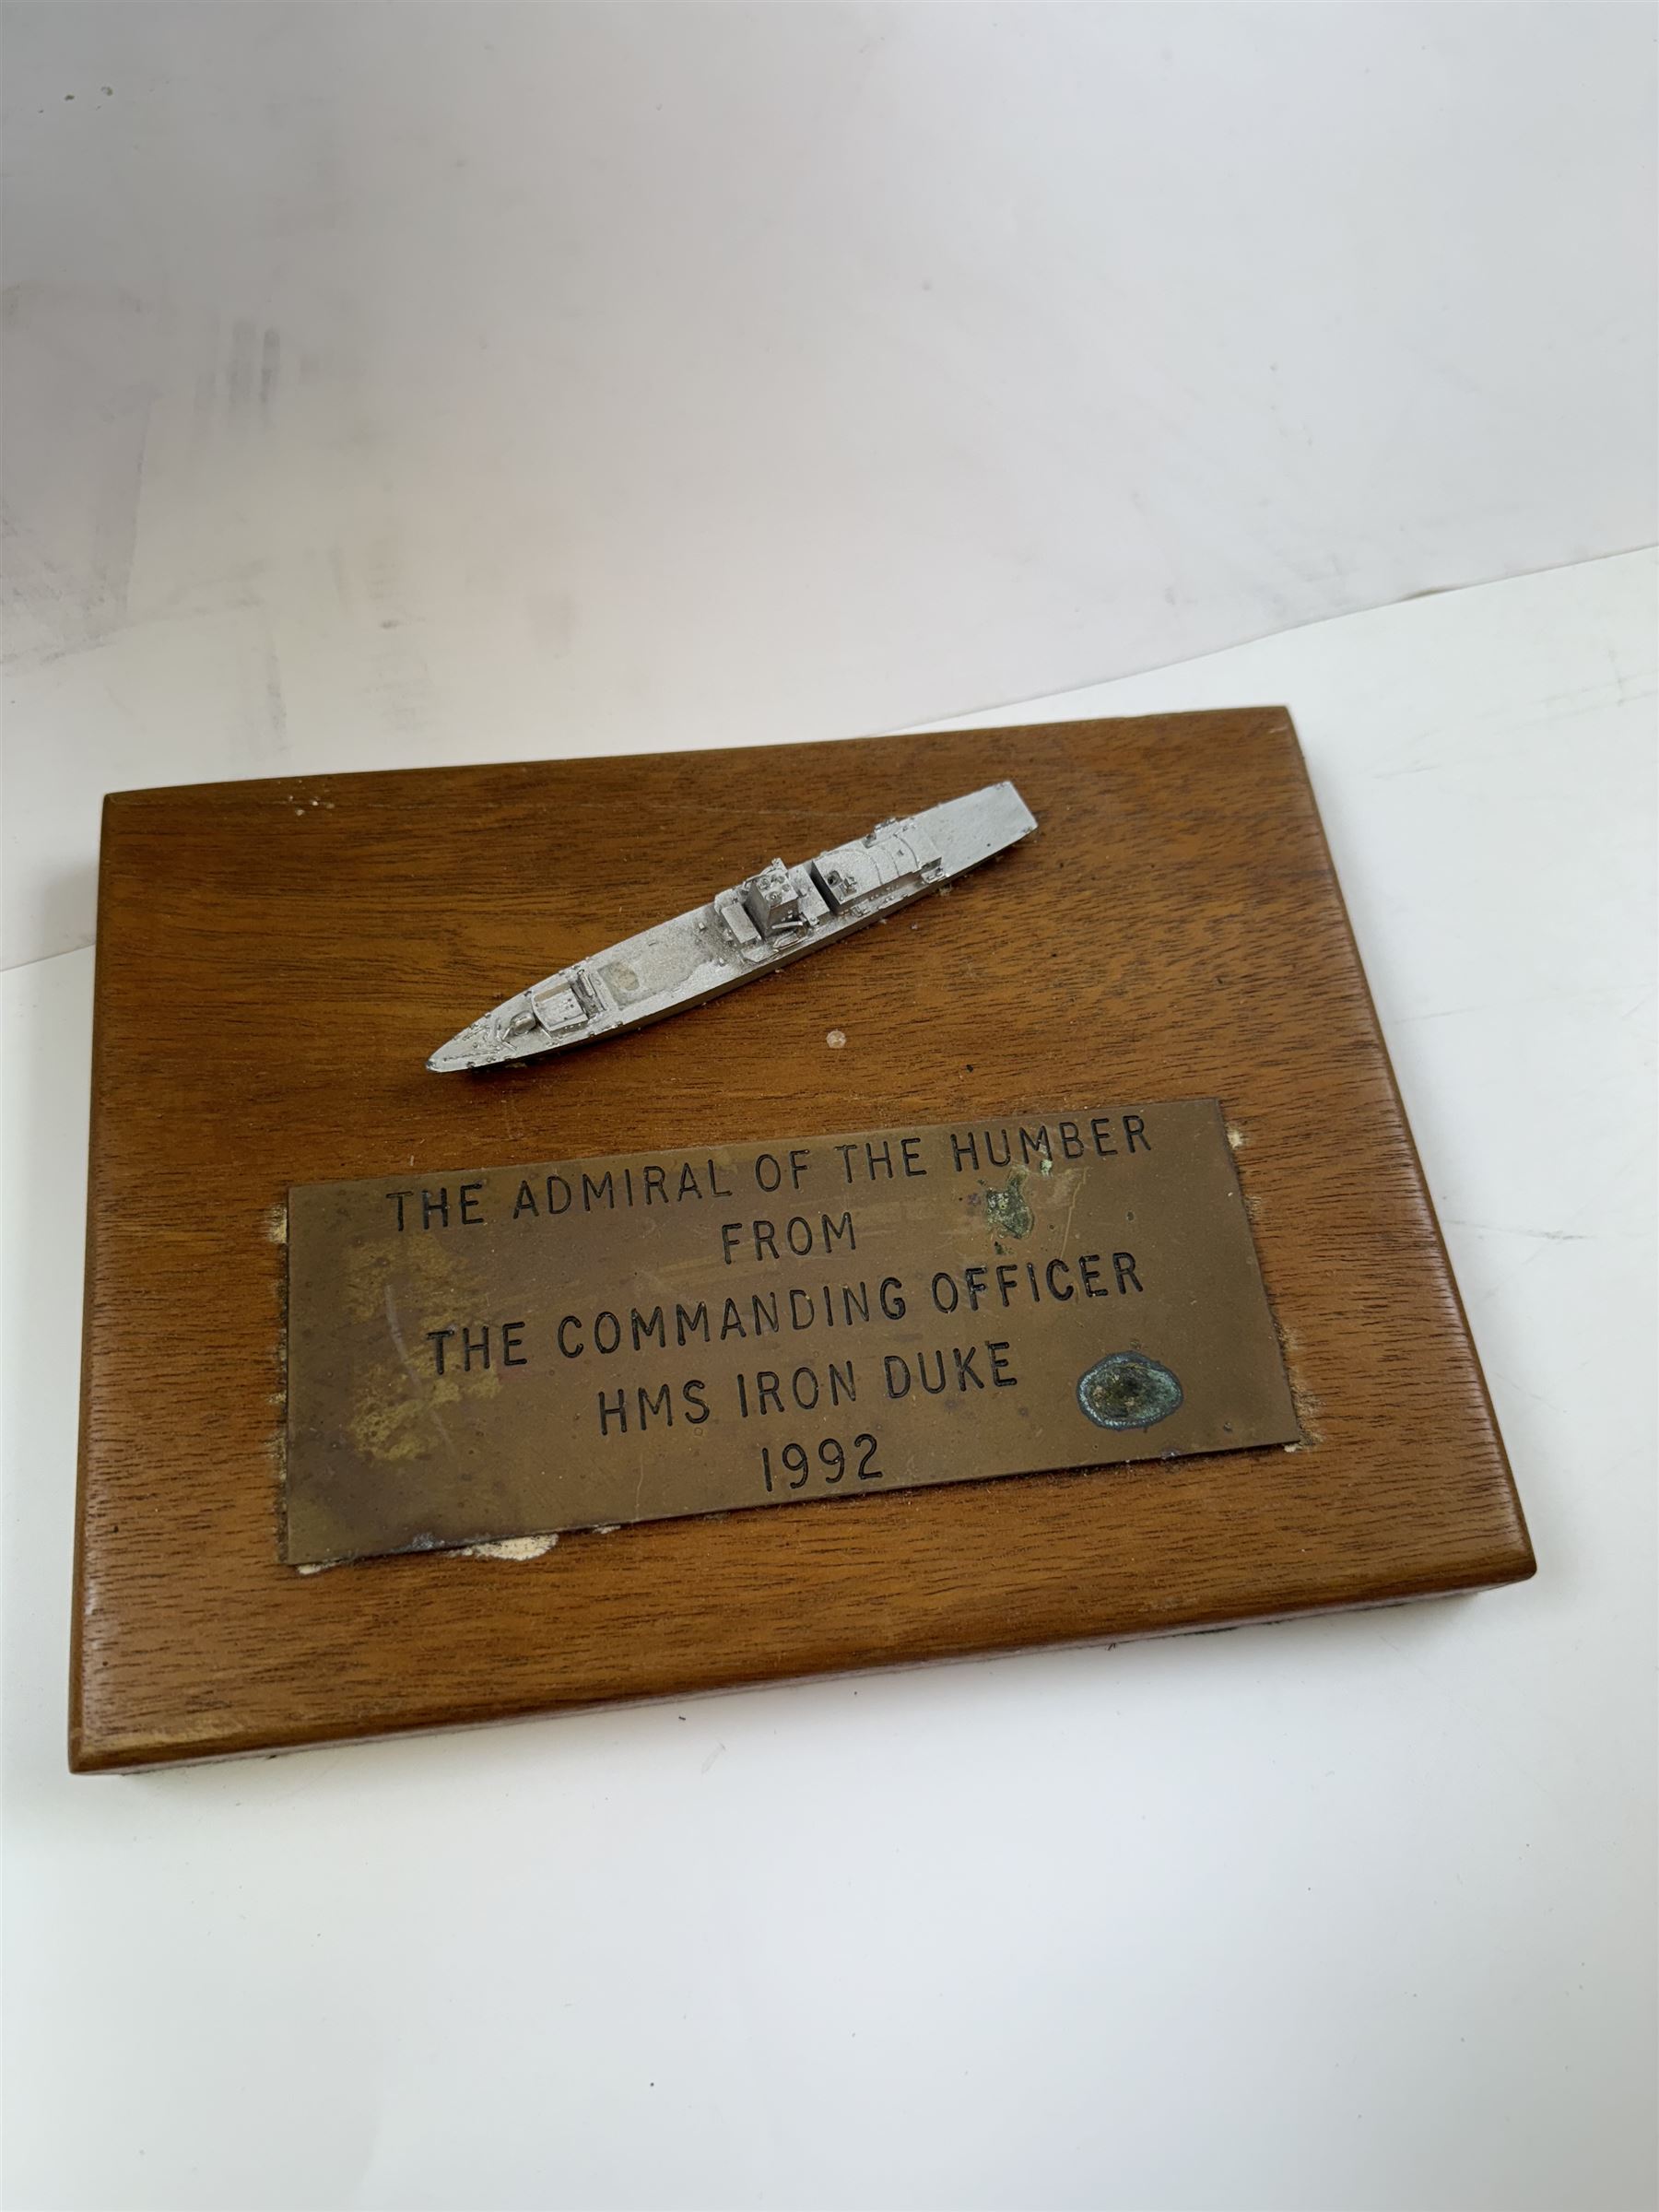 THE ADMIRAL OF THE HUMBER
FROM
THE COMMANDING OFFICER
HMS IRON DUKE
1992